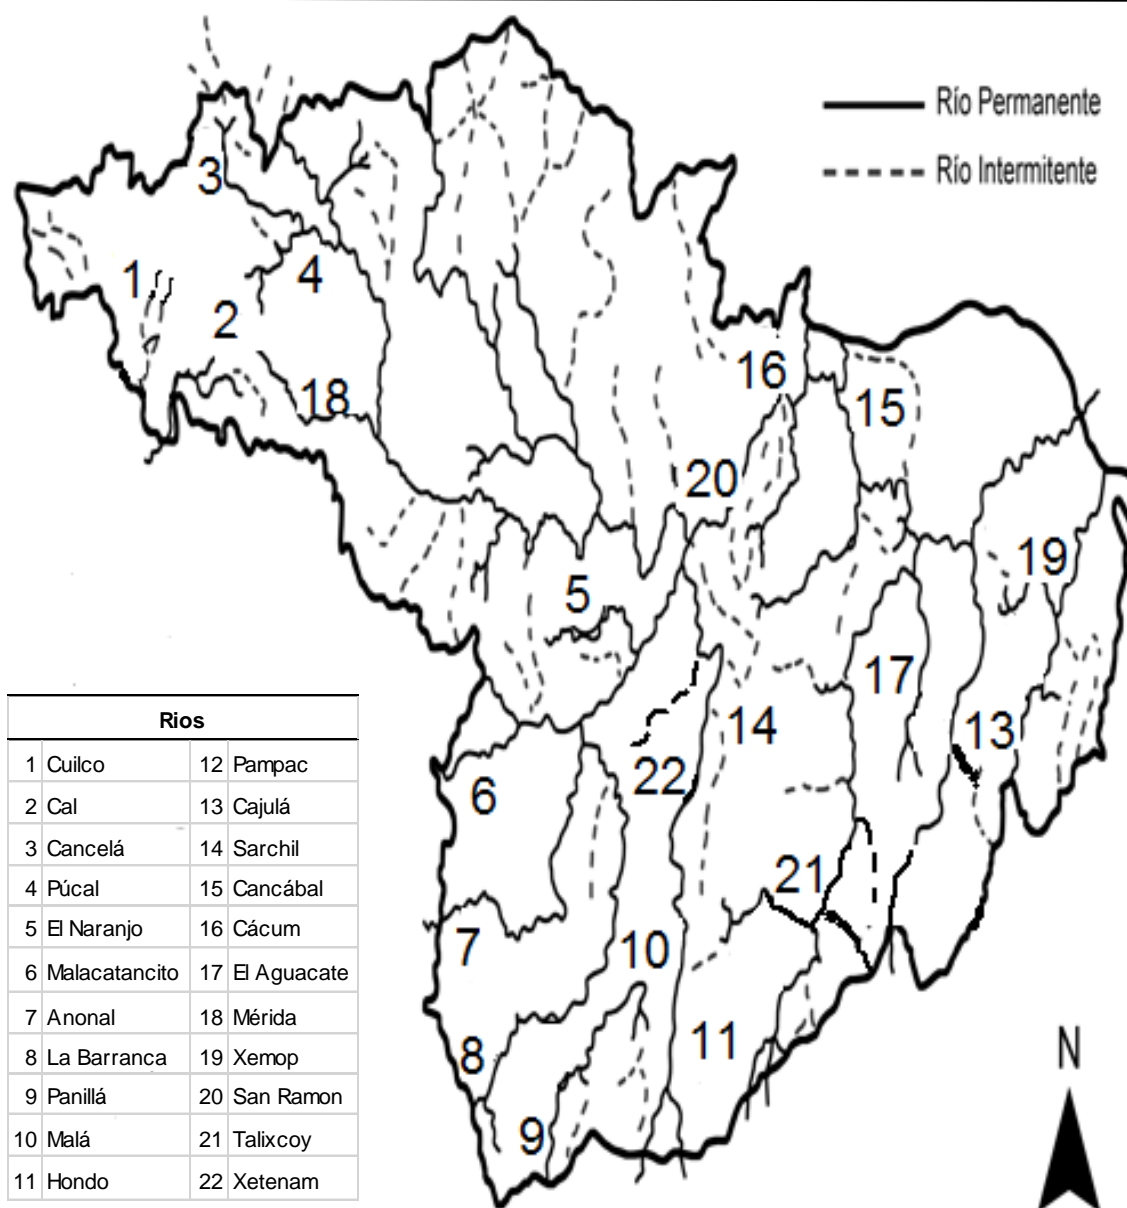 Río Permanente
Río Intermitente
3
1
4
2
16
18
15
20
19
5
17
14
13
22
6
21
7
10
8
11
9
N
Rios
1 Cuilco 12 Pampac
2 Cal 13 Cajulá
3 Cancelá 14 Sarchil
4 Púcal 15 Cancábal
5 El Naranjo 16 Cácum
6 Malacatancito 17 El Aguacate
7 Anonal 18 Mérida
8 La Barranca 19 Xemop
9 Panillá 20 San Ramon
10 Malá 21 Talixcoy
11 Hondo 22 Xetenam